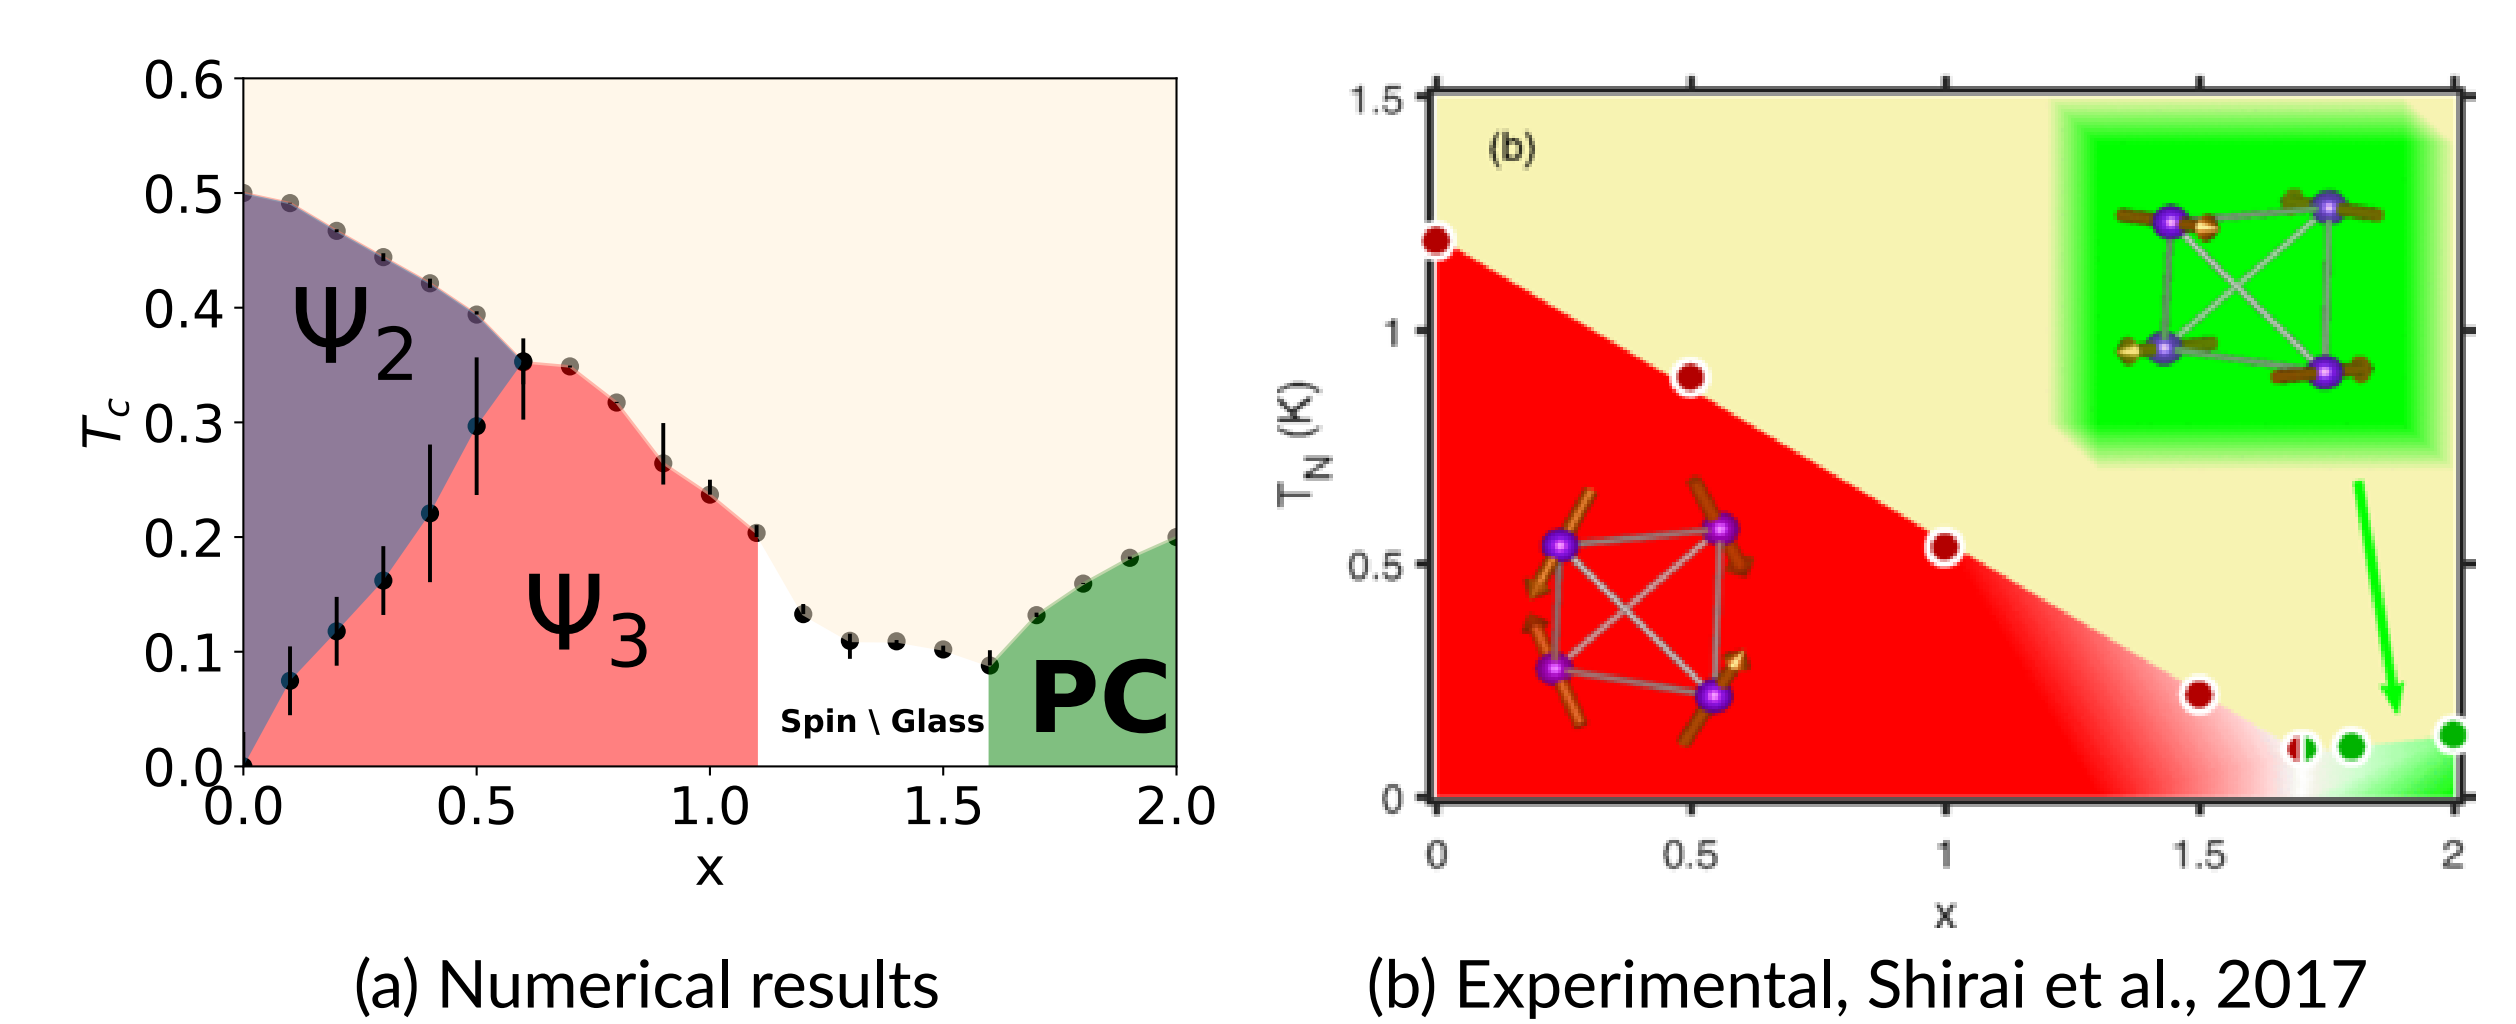 0.6
0.5
0.4
0.3
0.2
0.1
0.0
T_c
Ψ2
Ψ3
Spin \ Glass
PC
0.0 0.5 1.0 1.5 2.0
x
(a) Numerical results
(b)
1.5
1
0.5
0
T_N (K)
0 0.5 1 1.5 2
x
(b) Experimental, Shirai et al., 2017